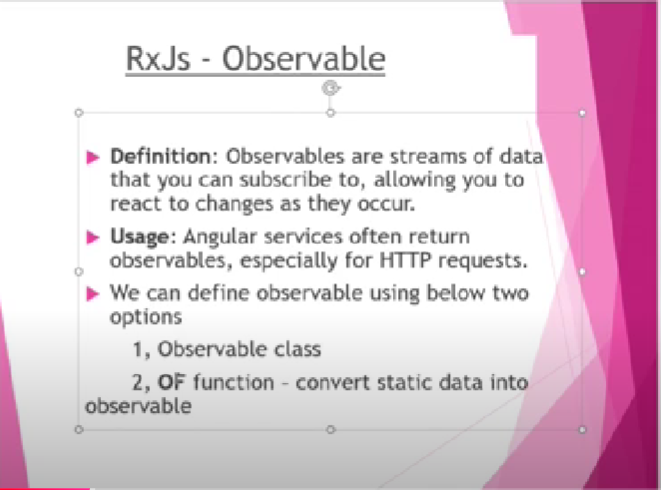 RxJs - Observable
Definition: Observables are streams of data
that you can subscribe to, allowing you to
react to changes as they occur.
Usage: Angular services often return
observables, especially for HTTP requests.
We can define observable using below two
options
1, Observable class
2, OF function – convert static data into
observable